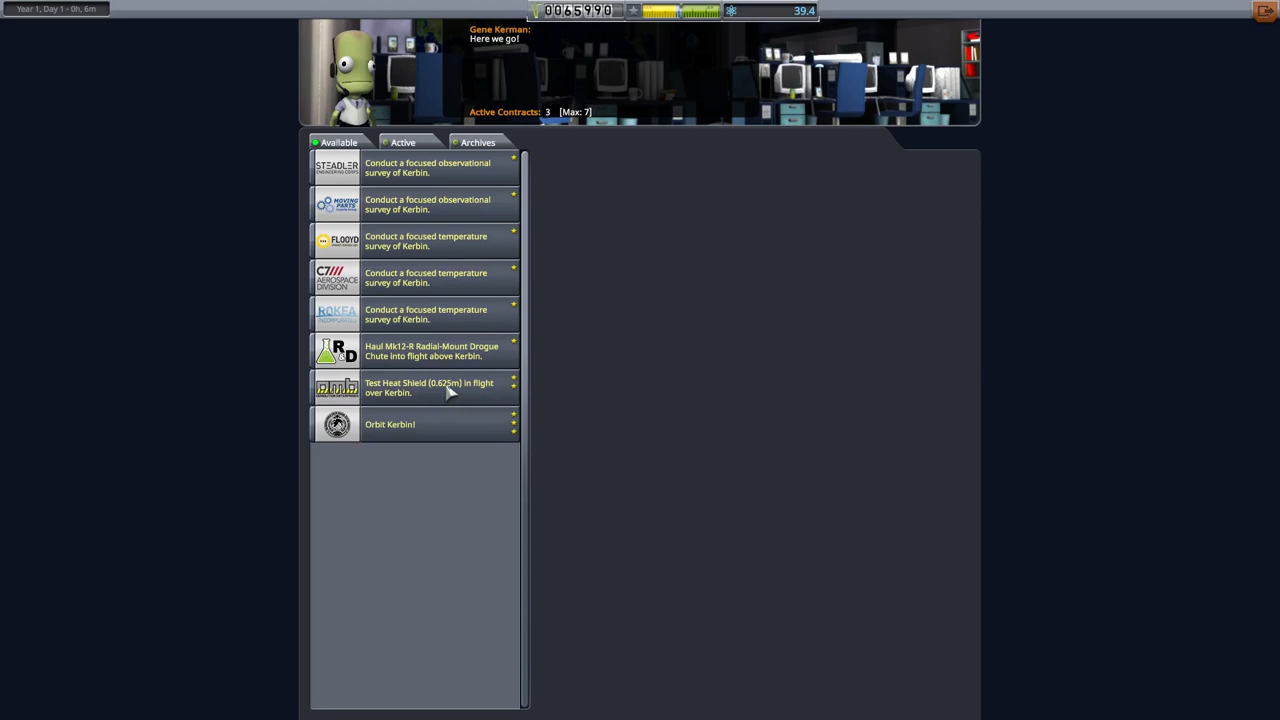 Year 1, Day 1 - 0h, 6m
0065990
39.4
Gene Kerman:
Here we go!
Active Contracts: 3 [Max: 7]
Available
Active
Archives
STEADLER
ENGINEERING CORPS
Conduct a focused observational
survey of Kerbin.
MOVING
PARTS
Conduct a focused observational
survey of Kerbin.
FLOOYD
Conduct a focused temperature
survey of Kerbin.
C7///
AEROSPACE
DIVISION
Conduct a focused temperature
survey of Kerbin.
ROKEA
INCORPORATED
Conduct a focused temperature
survey of Kerbin.
R&D
Haul Mk12-R Radial-Mount Drogue
Chute into flight above Kerbin.
Test Heat Shield (0.625m) in flight
over Kerbin.
Orbit Kerbin!